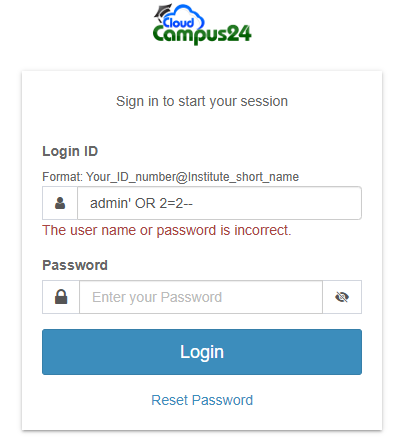 Cloud
Campus24
Sign in to start your session
Login ID
Format: Your_ID_number@Institute_short_name
admin' OR 2=2--
The user name or password is incorrect.
Password
Enter your Password
Login
Reset Password